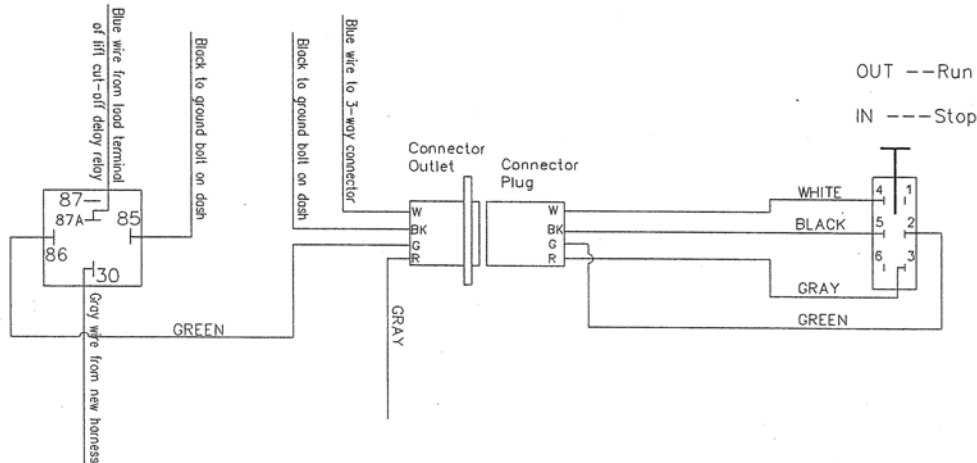 Blue wire from load terminal
of lift cut-off delay relay
Black to ground bolt on dash
Black to ground bolt on dash
Blue wire to 3-way connector
OUT --Run
IN ---Stop
Connector
Outlet
Connector
Plug
87
87A
85
86
30
W
BK
G
R
W
BK
G
R
WHITE
BLACK
GRAY
GREEN
4 1
5 2
6 3
GREEN
GRAY
Gray wire from new harness